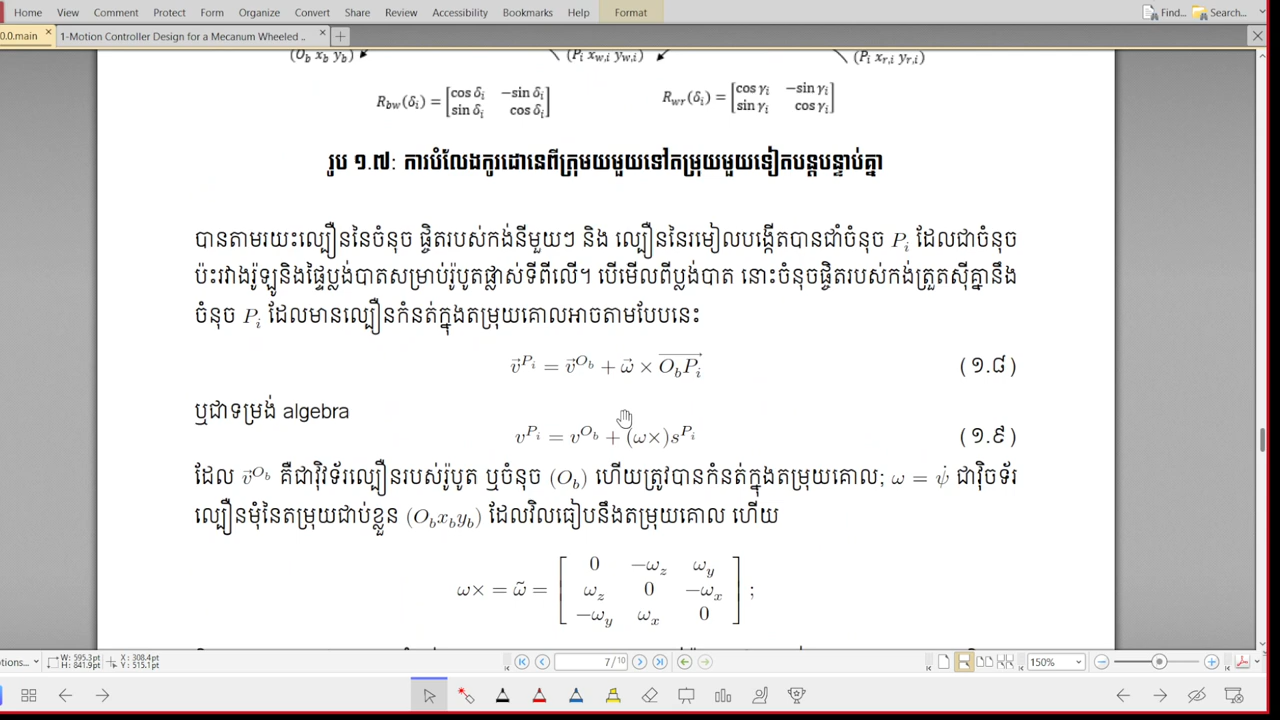 Home View Comment Protect Form Organize Convert Share Review Accessibility Bookmarks Help Format Find... Search...
0.0.main 1-Motion Controller Design for a Mecanum Wheeled ..
(O_b x_b y_b) (P_i x_{w,i} y_{w,i}) (P_i x_{r,i} y_{r,i})
R_{bw}(δ_i) = [cos δ_i −sin δ_i R_{wr}(δ_i) = [cos γ_i −sin γ_i
sin δ_i cos δ_i] sin γ_i cos γ_i]
រូប ១.៧: ការបំលែងកូរដោនេពីត្រុមយមួយទៅតម្រុយមួយទៀតបន្តបន្ទាប់គ្នា
បានតាមរយះល្បឿននៃចំនុច ផ្ចិតរបស់កង់នីមួយៗ និង ល្បឿននៃរមៀលបង្កើតបានជាំចំនុច P_i ដែលជាចំនុច
ប៉ះរវាងរ៉ូឡូនិងផ្ទៃប្លង់បាតសម្រាប់រ៉ូបូតផ្លាស់ទីពីលើ។ បើមើលពីប្លង់បាត នោះចំនុចផ្ចិតរបស់កង់ត្រួតស៊ីគ្នានឹង
ចំនុច P_i ដែលមានល្បឿនកំនត់ក្នុងតម្រុយគោលអាចតាមបែបនេះ
v⃗^{P_i} = v⃗^{O_b} + ω⃗ × O_bP_i (១.៨)
ឬជាទម្រង់ algebra
v^{P_i} = v^{O_b} + (ω×)s^{P_i} (១.៩)
ដែល v⃗^{O_b} គឺជាវ៉ិវទ័រល្បឿនរបស់រ៉ូបូត ឬចំនុច (O_b) ហើយត្រូវបានកំនត់ក្នុងតម្រុយគោល; ω = ψ̇ ជាវ៉ិចទ័រ
ល្បឿនមុំនៃតម្រុយជាប់ខ្លួន (O_bx_by_b) ដែលវិលធៀបនឹងតម្រុយគោល ហើយ
0 −ω_z ω_y
ω× = ω̃ = ω_z 0 −ω_x ;
−ω_y ω_x 0
ptions... W: 595.3pt H: 841.9pt X: 308.4pt Y: 515.1pt 7/10 150%